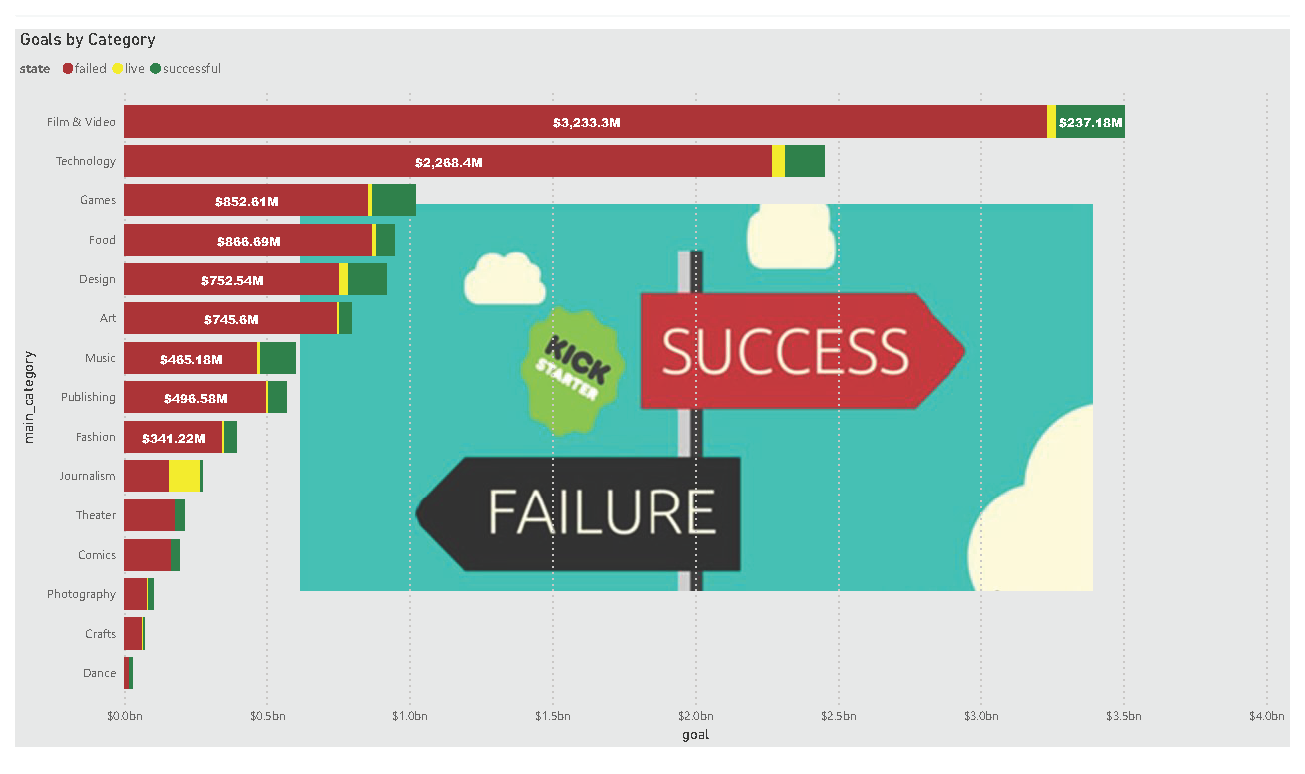 Goals by Category
state failed live successful
Film & Video $3,233.3M $237.18M
Technology $2,268.4M
Games $852.61M
Food $866.69M
Design $752.54M
Art $745.6M
Music $465.18M
Publishing $496.58M
Fashion $341.22M
Journalism
Theater
Comics
Photography
Crafts
Dance
main_category
KICK
STARTER
SUCCESS
FAILURE
$0.0bn $0.5bn $1.0bn $1.5bn $2.0bn $2.5bn $3.0bn $3.5bn $4.0bn
goal